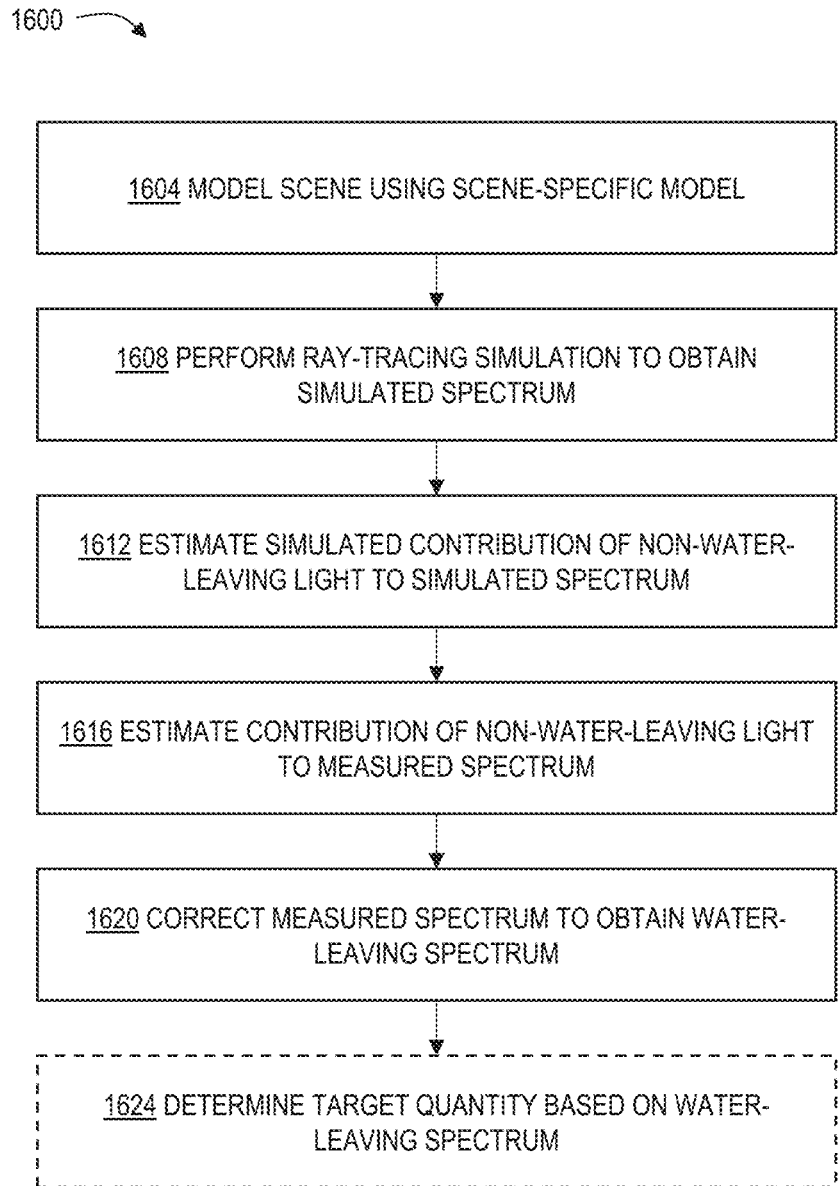 1600
1604 MODEL SCENE USING SCENE-SPECIFIC MODEL
1608 PERFORM RAY-TRACING SIMULATION TO OBTAIN
SIMULATED SPECTRUM
1612 ESTIMATE SIMULATED CONTRIBUTION OF NON-WATER-
LEAVING LIGHT TO SIMULATED SPECTRUM
1616 ESTIMATE CONTRIBUTION OF NON-WATER-LEAVING LIGHT
TO MEASURED SPECTRUM
1620 CORRECT MEASURED SPECTRUM TO OBTAIN WATER-
LEAVING SPECTRUM
1624 DETERMINE TARGET QUANTITY BASED ON WATER-
LEAVING SPECTRUM